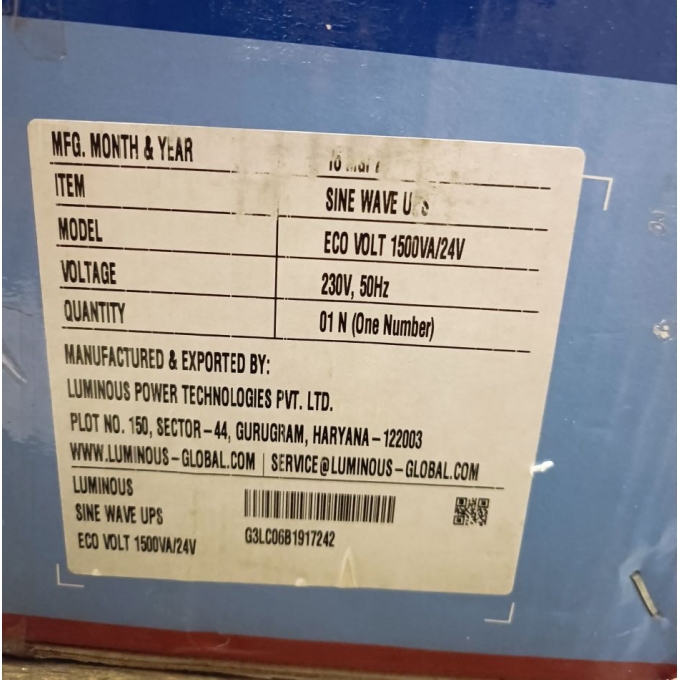 MFG. MONTH & YEAR
ITEM SINE WAVE UPS
MODEL ECO VOLT 1500VA/24V
VOLTAGE 230V, 50Hz
QUANTITY 01 N (One Number)
MANUFACTURED & EXPORTED BY:
LUMINOUS POWER TECHNOLOGIES PVT. LTD.
PLOT NO. 150, SECTOR-44, GURUGRAM, HARYANA-122003
WWW.LUMINOUS-GLOBAL.COM | SERVICE@LUMINOUS-GLOBAL.COM
LUMINOUS
SINE WAVE UPS
ECO VOLT 1500VA/24V
G3LC06B1917242